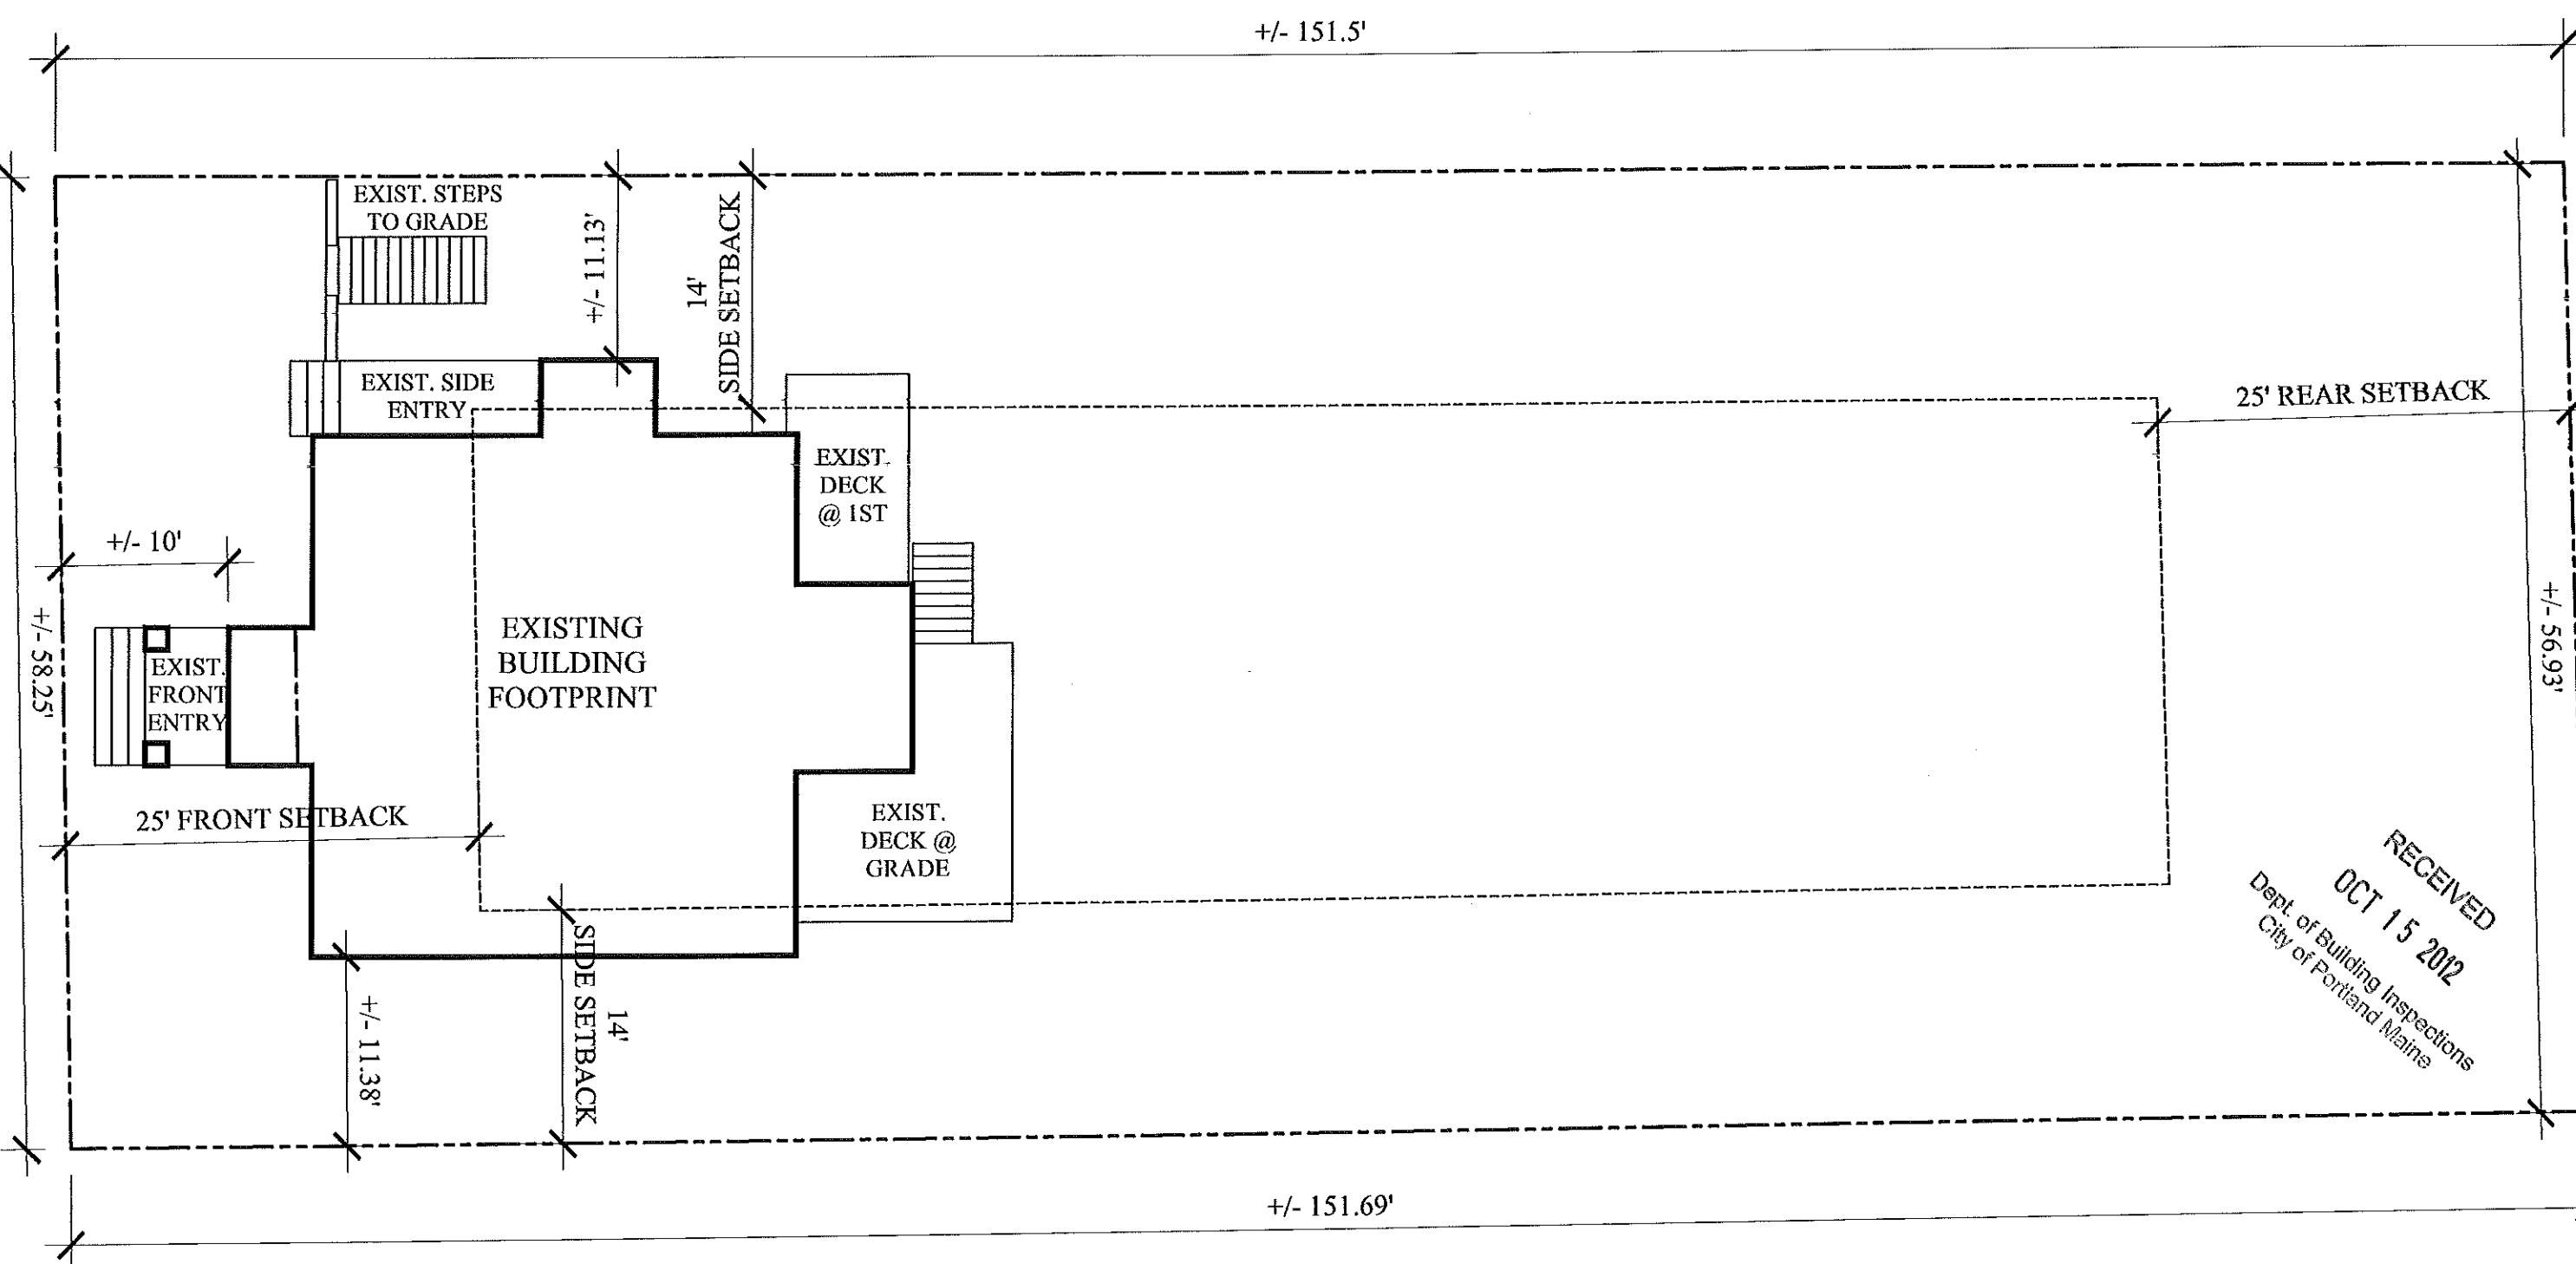 +/- 151.5'
EXIST. STEPS
TO GRADE
+/- 11.13'
14'
SIDE SETBACK
EXIST. SIDE
ENTRY
25' REAR SETBACK
EXIST.
DECK
@ 1ST
+/- 10'
+/- 58.25'
EXIST.
FRONT
ENTRY
EXISTING
BUILDING
FOOTPRINT
+/- 56.93'
25' FRONT SETBACK
EXIST.
DECK @
GRADE
+/- 11.38'
14'
SIDE SETBACK
RECEIVED
OCT 15 2012
Dept. of Building Inspections
City of Portland Maine
+/- 151.69'